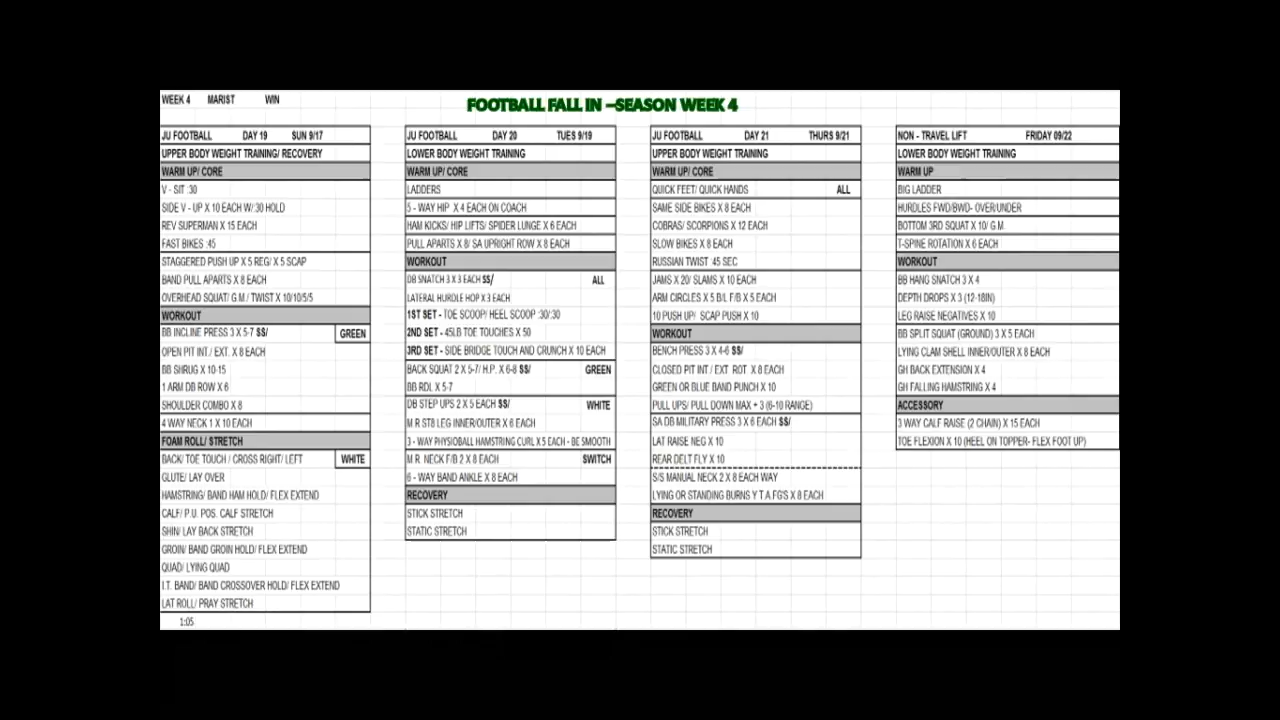 WEEK 4 MARIST WIN
FOOTBALL FALL IN –SEASON WEEK 4
JU FOOTBALL DAY 19 SUN 9/17
UPPER BODY WEIGHT TRAINING/ RECOVERY
WARM UP/ CORE
V - SIT :30
SIDE V - UP X 10 EACH W/ 30 HOLD
REV SUPERMAN X 15 EACH
FAST BIKES :45
STAGGERED PUSH UP X 5 REG/ X 5 SCAP
BAND PULL APARTS X 8 EACH
OVERHEAD SQUAT/ G.M / TWIST X 10/10/5/5
WORKOUT
BB INCLINE PRESS 3 X 5-7 SS/ GREEN
OPEN PIT INT./ EXT. X 8 EACH
BB SHRUG X 10-15
1 ARM DB ROW X 6
SHOULDER COMBO X 8
4 WAY NECK 1 X 10 EACH
FOAM ROLL/ STRETCH
BACK/ TOE TOUCH / CROSS RIGHT/ LEFT WHITE
GLUTE/ LAY OVER
HAMSTRING/ BAND HAM HOLD/ FLEX EXTEND
CALF/ P.U. POS. CALF STRETCH
SHIN/ LAY BACK STRETCH
GROIN/ BAND GROIN HOLD/ FLEX EXTEND
QUAD/ LYING QUAD
I.T. BAND/ BAND CROSSOVER HOLD/ FLEX EXTEND
LAT ROLL/ PRAY STRETCH
1:05
JU FOOTBALL DAY 20 TUES 9/19
LOWER BODY WEIGHT TRAINING
WARM UP/ CORE
LADDERS
5 - WAY HIP X 4 EACH ON COACH
HAM KICKS/ HIP LIFTS/ SPIDER LUNGE X 6 EACH
PULL APARTS X 8/ SA UPRIGHT ROW X 8 EACH
WORKOUT
DB SNATCH 3 X 3 EACH SS/ ALL
LATERAL HURDLE HOP X 3 EACH
1ST SET - TOE SCOOP/ HEEL SCOOP :30/:30
2ND SET - 45LB TOE TOUCHES X 50
3RD SET - SIDE BRIDGE TOUCH AND CRUNCH X 10 EACH
BACK SQUAT 2 X 5-7/ H.P. X 6-8 SS/ GREEN
BB RDL X 5-7
DB STEP UPS 2 X 5 EACH SS/ WHITE
M R ST8 LEG INNER/OUTER X 6 EACH
3 - WAY PHYSIOBALL HAMSTRING CURL X 5 EACH - BE SMOOTH
M.R. NECK F/B 2 X 8 EACH SWITCH
6 - WAY BAND ANKLE X 8 EACH
RECOVERY
STICK STRETCH
STATIC STRETCH
JU FOOTBALL DAY 21 THURS 9/21
UPPER BODY WEIGHT TRAINING
WARM UP/ CORE
QUICK FEET/ QUICK HANDS ALL
SAME SIDE BIKES X 8 EACH
COBRAS/ SCORPIONS X 12 EACH
SLOW BIKES X 8 EACH
RUSSIAN TWIST :45 SEC
JAMS X 20/ SLAMS X 10 EACH
ARM CIRCLES X 5 B/L F/B X 5 EACH
10 PUSH UP/ SCAP PUSH X 10
WORKOUT
BENCH PRESS 3 X 4-6 SS/
CLOSED PIT INT / EXT ROT X 8 EACH
GREEN OR BLUE BAND PUNCH X 10
PULL UPS/ PULL DOWN MAX + 3 (6-10 RANGE)
SA DB MILITARY PRESS 3 X 6 EACH SS/
LAT RAISE NEG X 10
REAR DELT FLY X 10
S/S MANUAL NECK 2 X 8 EACH WAY
LYING OR STANDING BURNS Y T A FG'S X 8 EACH
RECOVERY
STICK STRETCH
STATIC STRETCH
NON - TRAVEL LIFT FRIDAY 09/22
LOWER BODY WEIGHT TRAINING
WARM UP
BIG LADDER
HURDLES FWD/BWD- OVER/UNDER
BOTTOM 3RD SQUAT X 10/ G.M.
T-SPINE ROTATION X 6 EACH
WORKOUT
BB HANG SNATCH 3 X 4
DEPTH DROPS X 3 (12-18IN)
LEG RAISE NEGATIVES X 10
BB SPLIT SQUAT (GROUND) 3 X 5 EACH
LYING CLAM SHELL INNER/OUTER X 8 EACH
GH BACK EXTENSION X 4
GH FALLING HAMSTRING X 4
ACCESSORY
3 WAY CALF RAISE (2 CHAIN) X 15 EACH
TOE FLEXION X 10 (HEEL ON TOPPER- FLEX FOOT UP)